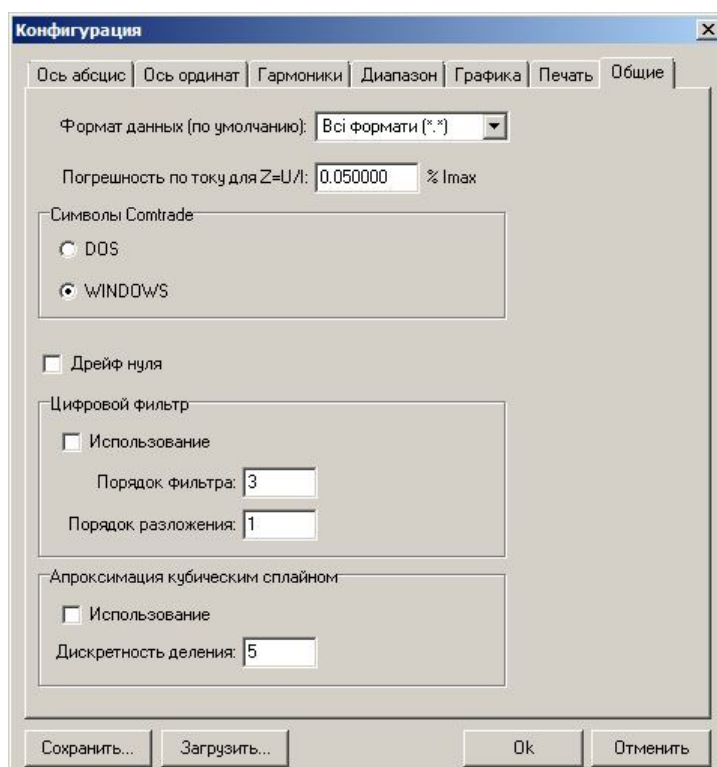 Конфигурация
Ось абсцис Ось ординат Гармоники Диапазон Графика Печать Общие
Формат данных (по умолчанию): Всі формати (*.*)
Погрешность по току для Z=U/I: 0.050000 % Imax
Символы Comtrade
DOS
WINDOWS
Дрейф нуля
Цифровой фильтр
Использование
Порядок фильтра: 3
Порядок разложения: 1
Апроксимация кубическим сплайном
Использование
Дискретность деления: 5
Сохранить... Загрузить... Ok Отменить